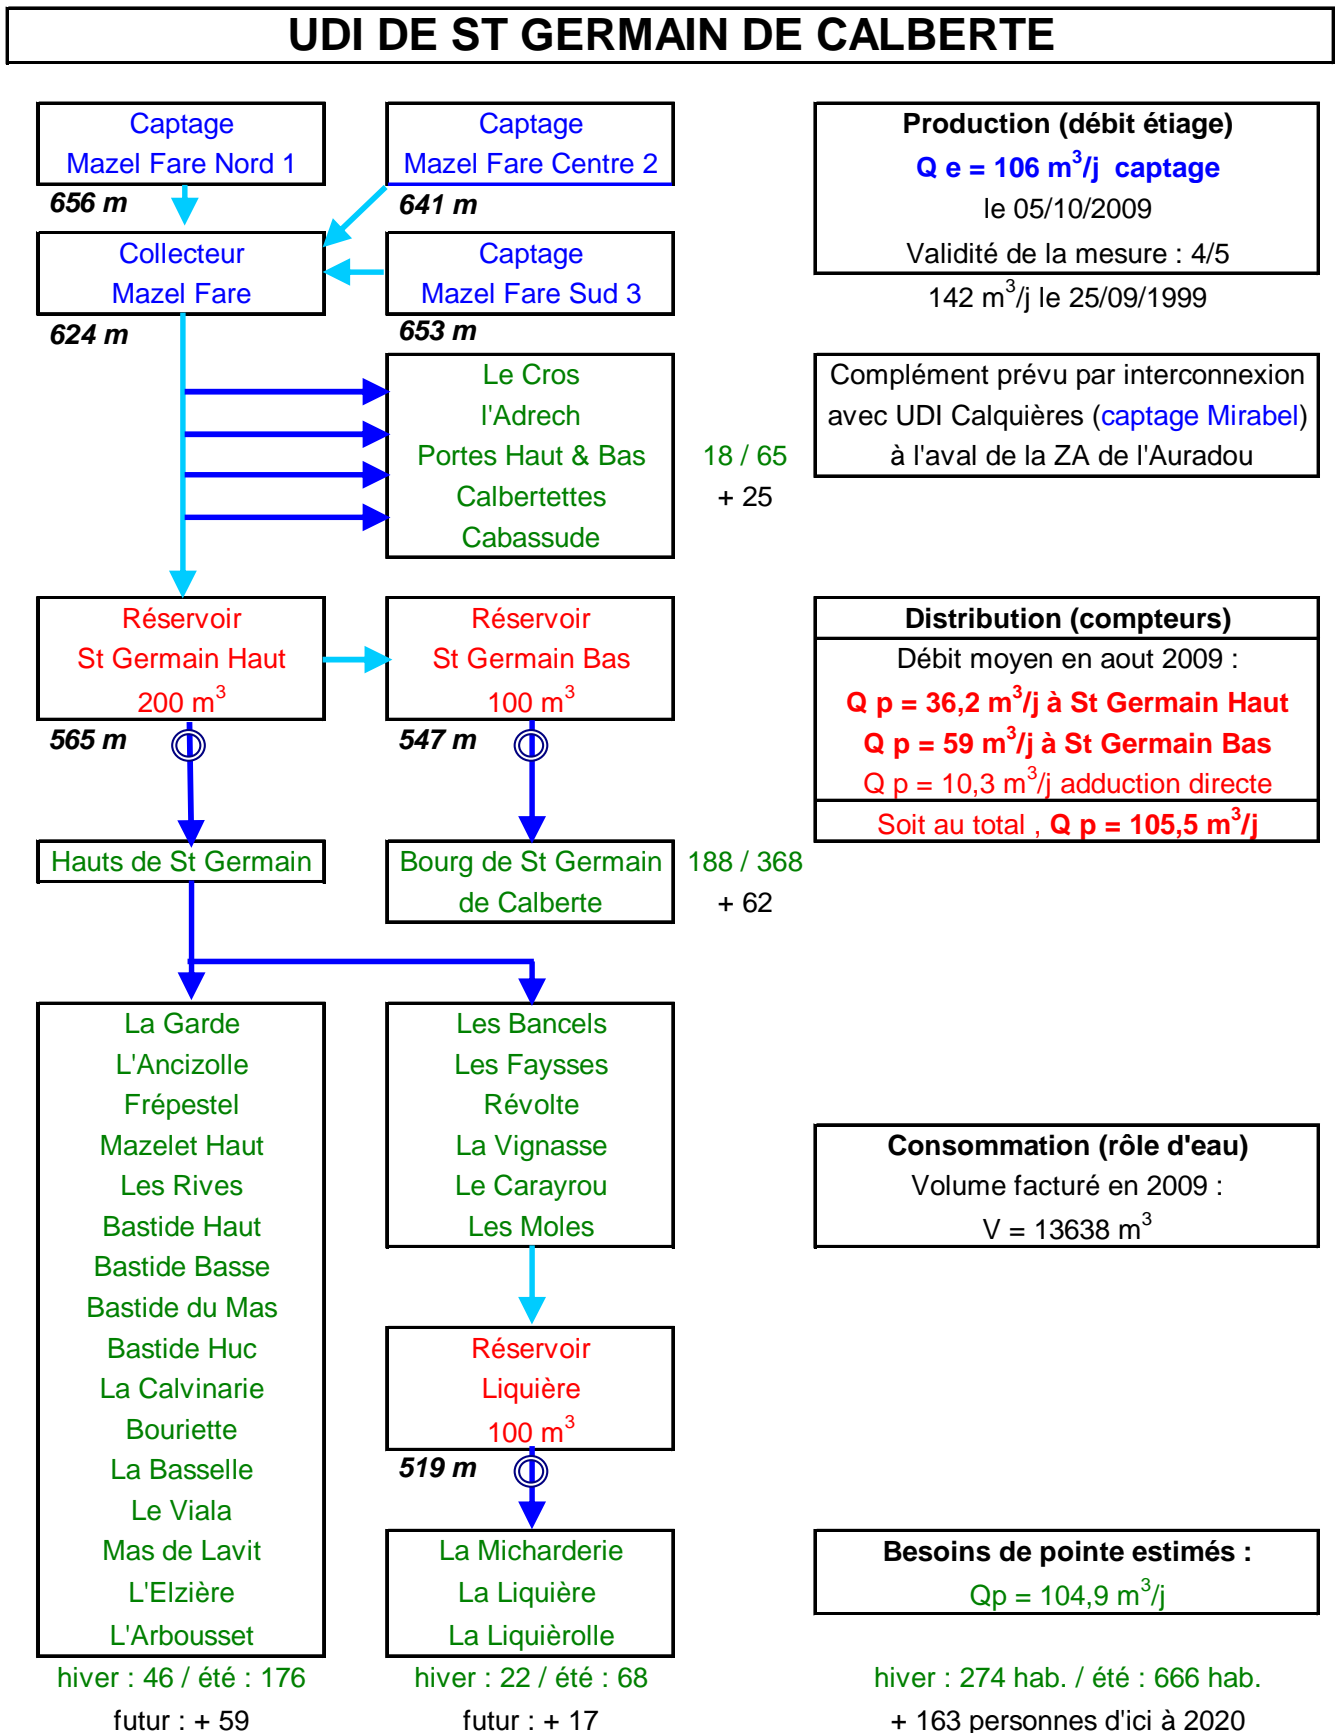 UDI DE ST GERMAIN DE CALBERTE
Captage
Mazel Fare Nord 1
656 m
Captage
Mazel Fare Centre 2
641 m
Collecteur
Mazel Fare
624 m
Captage
Mazel Fare Sud 3
653 m
Production (débit étiage)
Q e = 106 m³/j captage
le 05/10/2009
Validité de la mesure : 4/5
142 m³/j le 25/09/1999
Le Cros
l'Adrech
Portes Haut & Bas
Calbertettes
Cabassude
18 / 65
+ 25
Complément prévu par interconnexion
avec UDI Calquières (captage Mirabel)
à l'aval de la ZA de l'Auradou
Réservoir
St Germain Haut
200 m³
565 m
Réservoir
St Germain Bas
100 m³
547 m
Distribution (compteurs)
Débit moyen en aout 2009 :
Q p = 36,2 m³/j à St Germain Haut
Q p = 59 m³/j à St Germain Bas
Q p = 10,3 m³/j adduction directe
Soit au total , Q p = 105,5 m³/j
Hauts de St Germain
Bourg de St Germain
de Calberte
188 / 368
+ 62
La Garde
L'Ancizolle
Frépestel
Mazelet Haut
Les Rives
Bastide Haut
Bastide Basse
Bastide du Mas
Bastide Huc
La Calvinarie
Bouriette
La Basselle
Le Viala
Mas de Lavit
L'Elzière
L'Arbousset
hiver : 46 / été : 176
futur : + 59
Les Bancels
Les Faysses
Révolte
La Vignasse
Le Carayrou
Les Moles
Réservoir
Liquière
100 m³
519 m
La Micharderie
La Liquière
La Liquièrolle
hiver : 22 / été : 68
futur : + 17
Consommation (rôle d'eau)
Volume facturé en 2009 :
V = 13638 m³
Besoins de pointe estimés :
Qp = 104,9 m³/j
hiver : 274 hab. / été : 666 hab.
+ 163 personnes d'ici à 2020